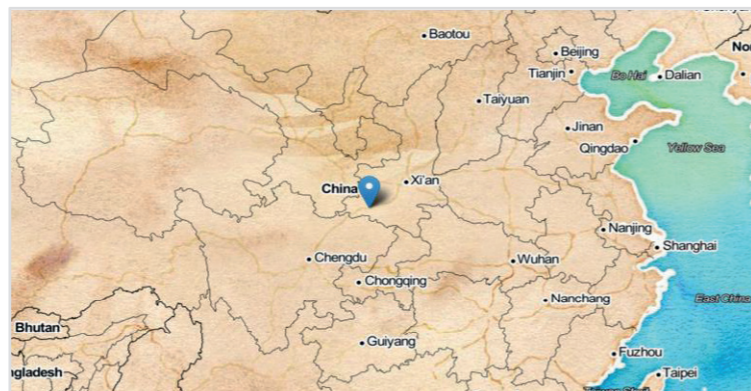 Baotou
Beijing
Tianjin
Bo Hai
Dalian
Taiyuan
Jinan
Qingdao
Yellow Sea
China
Xi'an
Nanjing
Shanghai
Chengdu
Wuhan
Chongqing
Nanchang
East China
Bhutan
Guiyang
Fuzhou
ngladesh
Taipei